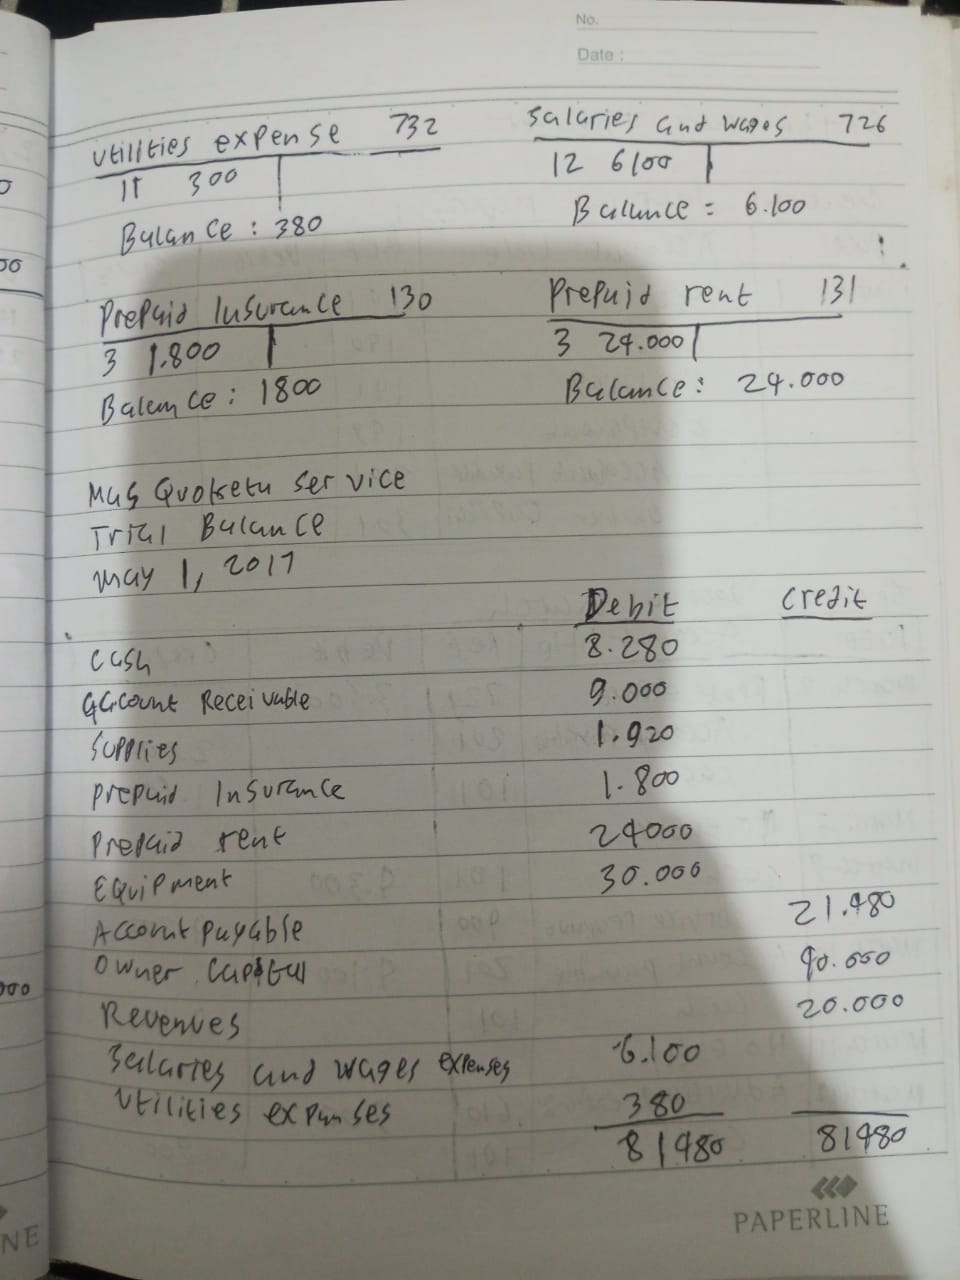 No.
Date :
Utilities expense 732
11 300
Balance : 380
Salaries and wages 726
12 6100
Balance = 6.100
Prepaid Insurance 130
3 1.800
Balance : 1800
Prepaid rent 131
3 24.000
Balance : 24.000
Service
Trial Balance
May 1, 2017
Debit Credit
Cash 8.280
Account Receivable 9.000
Supplies 1.920
Prepaid Insurance 1.800
Prepaid rent 24000
Equipment 30.000
Account payable 21.480
Owner Capital 40.000
Revenues 20.000
Salaries and wages expenses 6.100
Utilities expenses 380
81480 81480
PAPERLINE